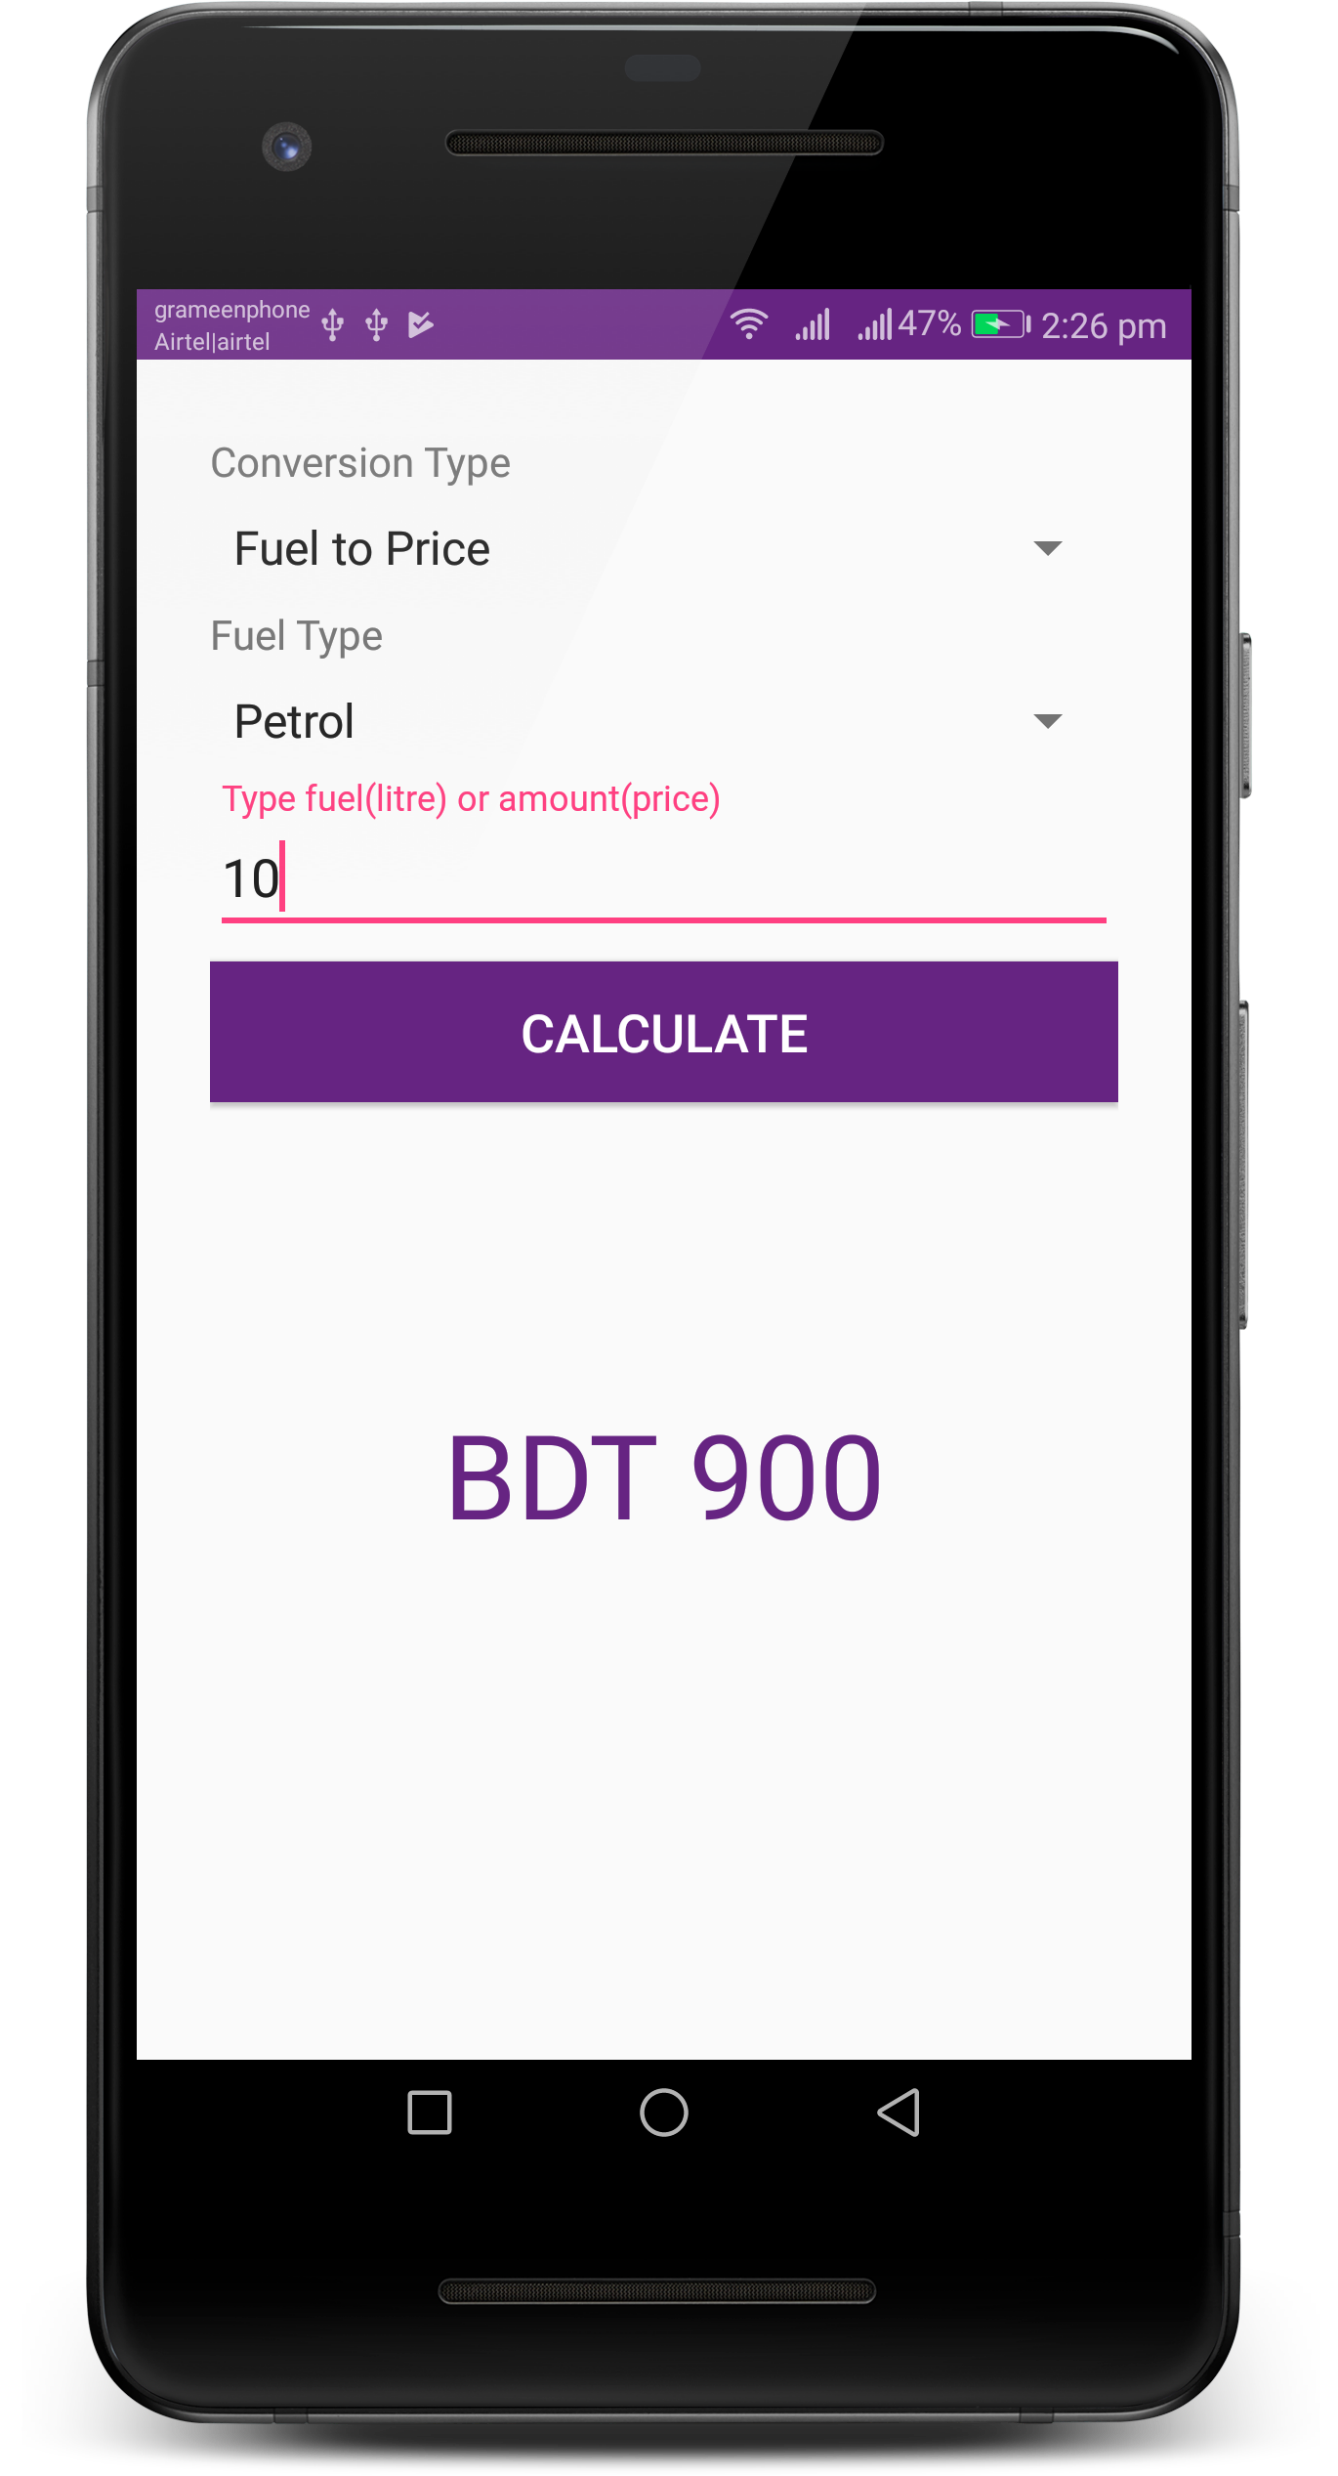 grameenphone
Airtel|airtel
47%
2:26 pm
Conversion Type
Fuel to Price
Fuel Type
Petrol
Type fuel(litre) or amount(price)
10
CALCULATE
BDT 900